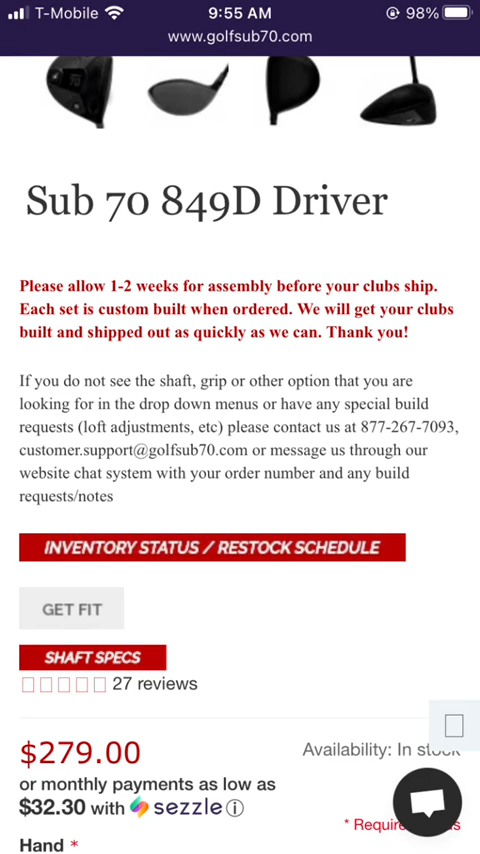 T-Mobile 9:55 AM 98%
www.golfsub70.com
Sub 70 849D Driver
Please allow 1-2 weeks for assembly before your clubs ship.
Each set is custom built when ordered. We will get your clubs
built and shipped out as quickly as we can. Thank you!
If you do not see the shaft, grip or other option that you are
looking for in the drop down menus or have any special build
requests (loft adjustments, etc) please contact us at 877-267-7093,
customer.support@golfsub70.com or message us through our
website chat system with your order number and any build
requests/notes
INVENTORY STATUS / RESTOCK SCHEDULE
GET FIT
SHAFT SPECS
27 reviews
$279.00 Availability: In stock
or monthly payments as low as
$32.30 with sezzle
* Require
Hand *